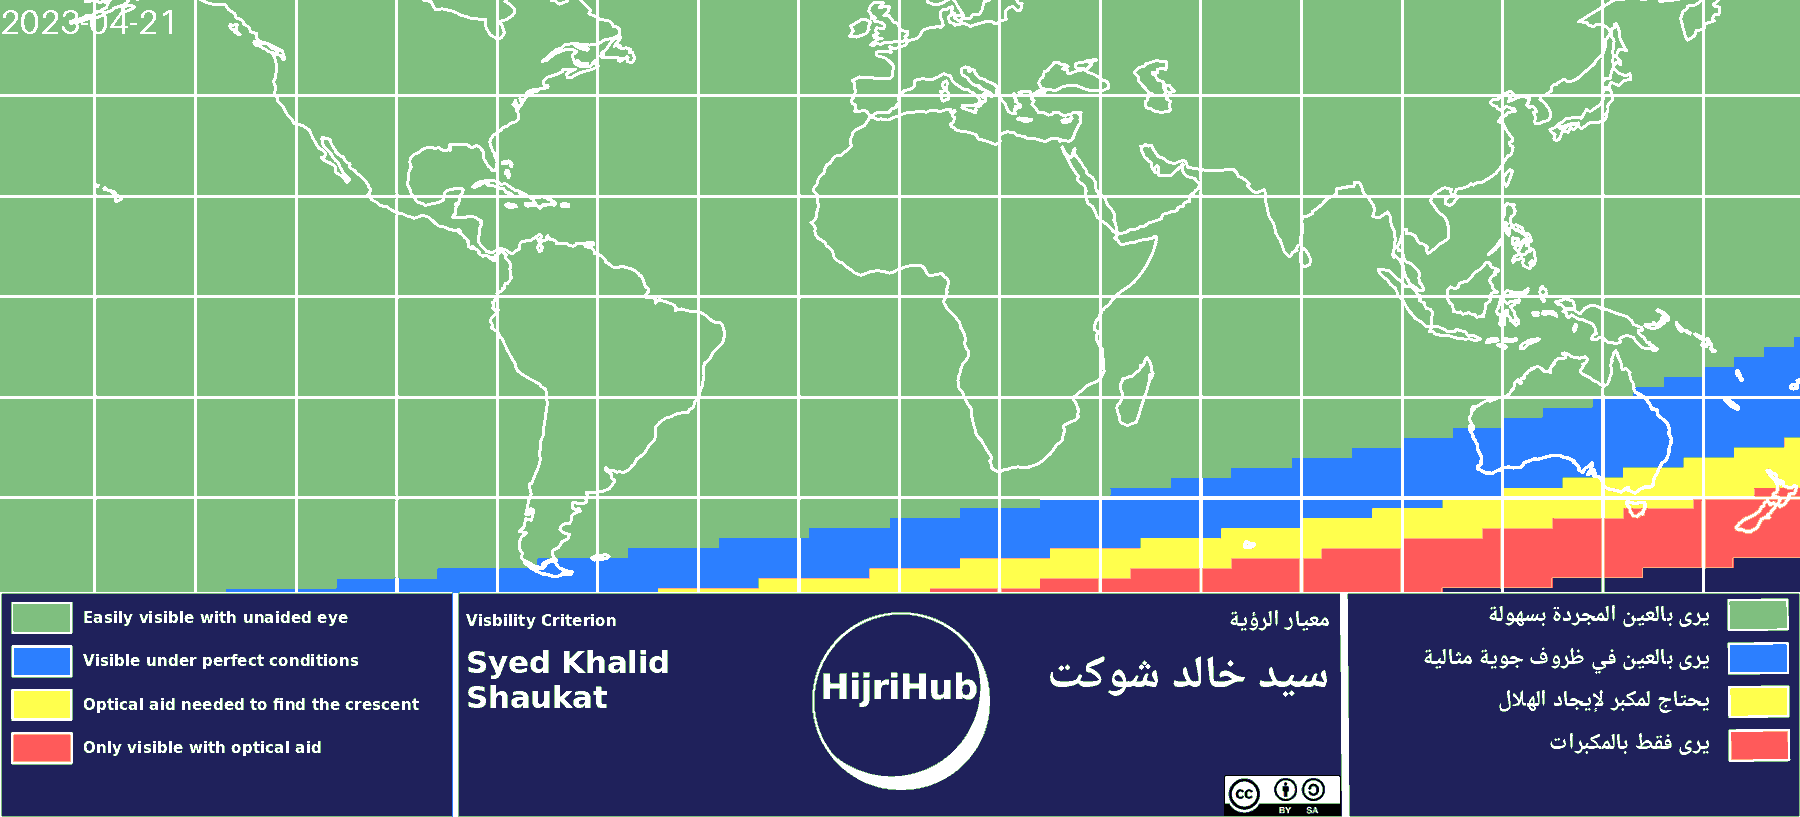 2023-04-21
Easily visible with unaided eye
Visible under perfect conditions
Optical aid needed to find the crescent
Only visible with optical aid
Visbility Criterion
Syed Khalid
Shaukat
HijriHub
معيار الرؤية
سيد خالد شوكت
cc
BY SA
يرى بالعين المجردة بسهولة
يرى بالعين في ظروف جوية مثالية
يحتاج لمكبر لإيجاد الهلال
يرى فقط بالمكبرات